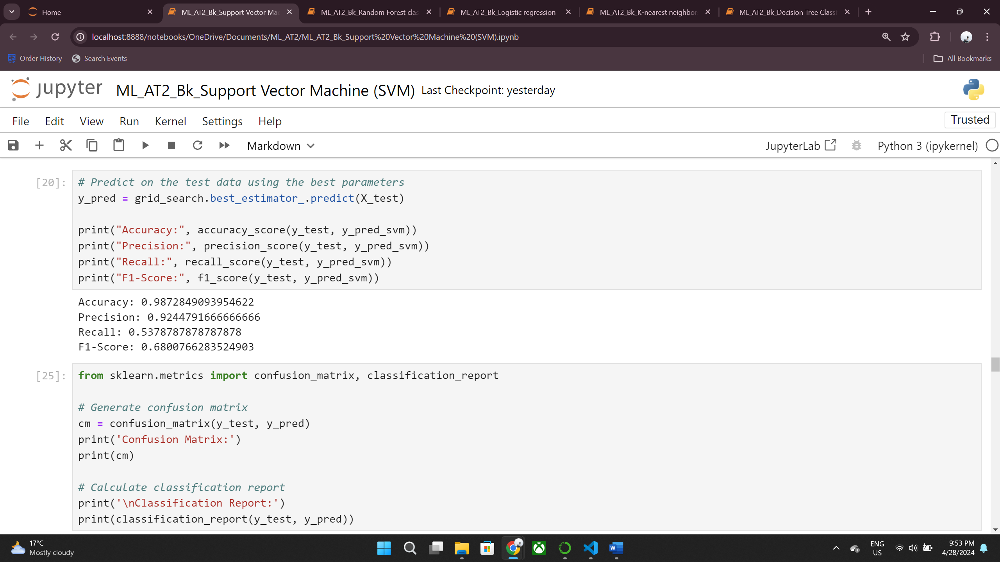 Home
ML_AT2_Bk_Support Vector Mac
ML_AT2_Bk_Random Forest clas
ML_AT2_Bk_Logistic regression
ML_AT2_Bk_K-nearest neighbor
ML_AT2_Bk_Decision Tree Classi
localhost:8888/notebooks/OneDrive/Documents/ML_AT2/ML_AT2_Bk_Support%20Vector%20Machine%20(SVM).ipynb
Order History
Search Events
All Bookmarks
jupyter ML_AT2_Bk_Support Vector Machine (SVM) Last Checkpoint: yesterday
File Edit View Run Kernel Settings Help Trusted
Markdown JupyterLab Python 3 (ipykernel)
[20]: # Predict on the test data using the best parameters
y_pred = grid_search.best_estimator_.predict(X_test)
print("Accuracy:", accuracy_score(y_test, y_pred_svm))
print("Precision:", precision_score(y_test, y_pred_svm))
print("Recall:", recall_score(y_test, y_pred_svm))
print("F1-Score:", f1_score(y_test, y_pred_svm))
Accuracy: 0.9872849093954622
Precision: 0.9244791666666666
Recall: 0.5378787878787878
F1-Score: 0.6800766283524903
[25]: from sklearn.metrics import confusion_matrix, classification_report
# Generate confusion matrix
cm = confusion_matrix(y_test, y_pred)
print('Confusion Matrix:')
print(cm)
# Calculate classification report
print('\nClassification Report:')
print(classification_report(y_test, y_pred))
17°C
Mostly cloudy
ENG
US
9:53 PM
4/28/2024